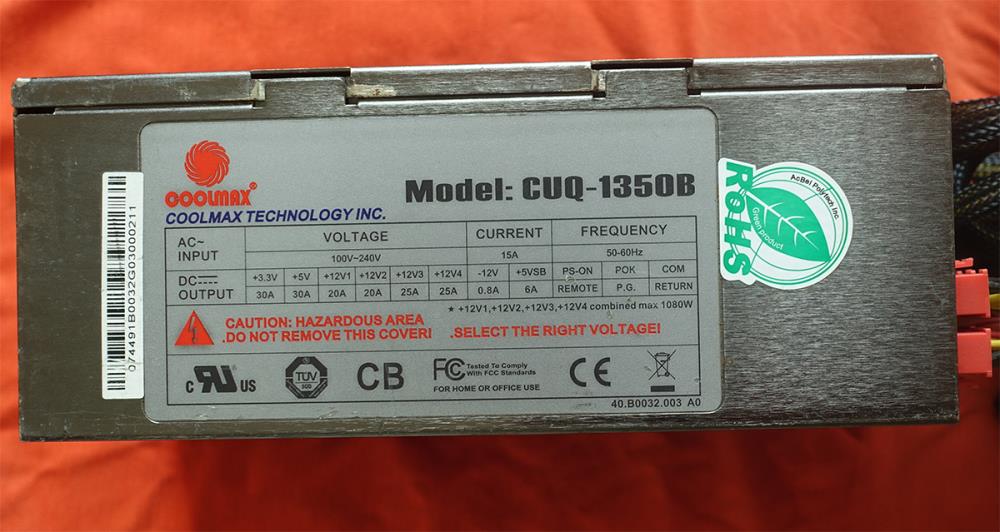 COOLMAX®
COOLMAX TECHNOLOGY INC.
Model: CUQ-1350B
AC~ INPUT VOLTAGE CURRENT FREQUENCY
100V~240V 15A 50-60Hz
DC OUTPUT +3.3V +5V +12V1 +12V2 +12V3 +12V4 -12V +5VSB PS-ON POK COM
30A 30A 20A 20A 25A 25A 0.8A 6A REMOTE P.G. RETURN
★ +12V1,+12V2,+12V3,+12V4 combined max 1080W
CAUTION: HAZARDOUS AREA
.DO NOT REMOVE THIS COVER!
.SELECT THE RIGHT VOLTAGE!
c RU US
TUV
SUD
CB
FC Tested To Comply
With FCC Standards
FOR HOME OR OFFICE USE
CE
40.B0032.003 A0
074491B0032G03000211
RoHS
AcBel Polytech Inc.
Green product